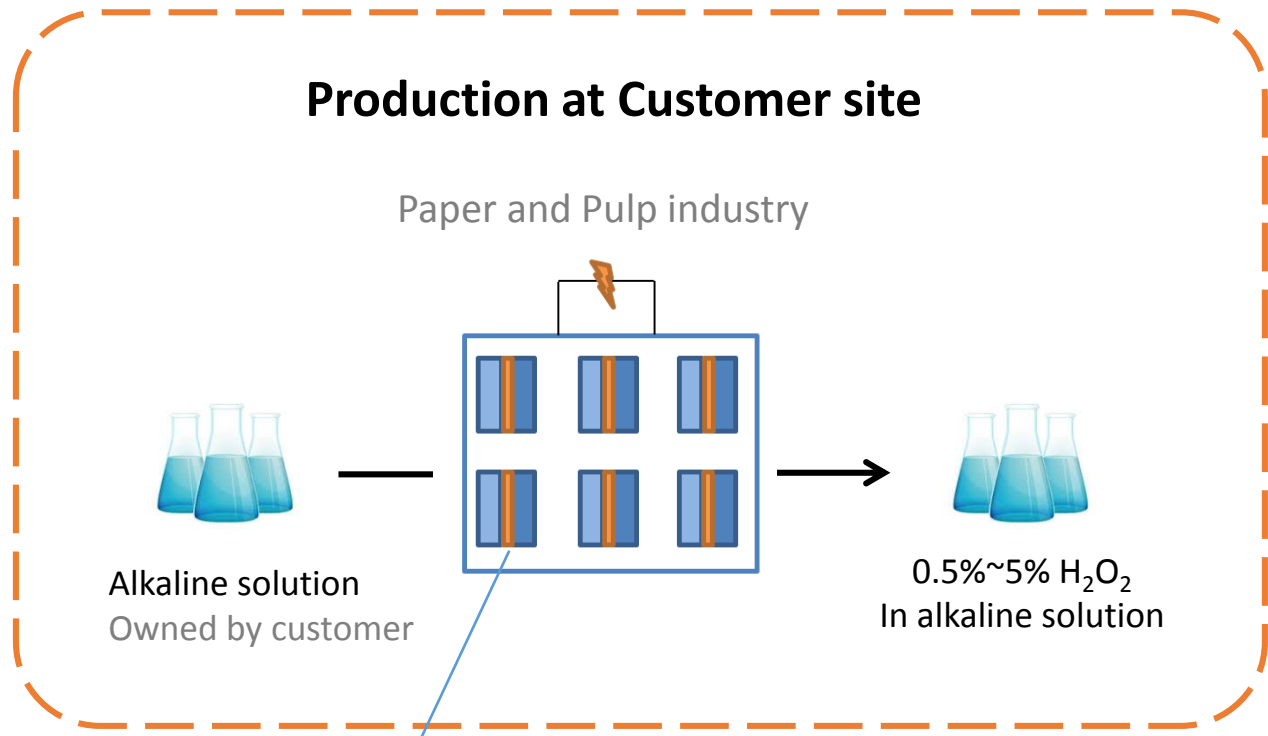 Production at Customer site
Paper and Pulp industry
Alkaline solution
Owned by customer
0.5%~5% H₂O₂
In alkaline solution